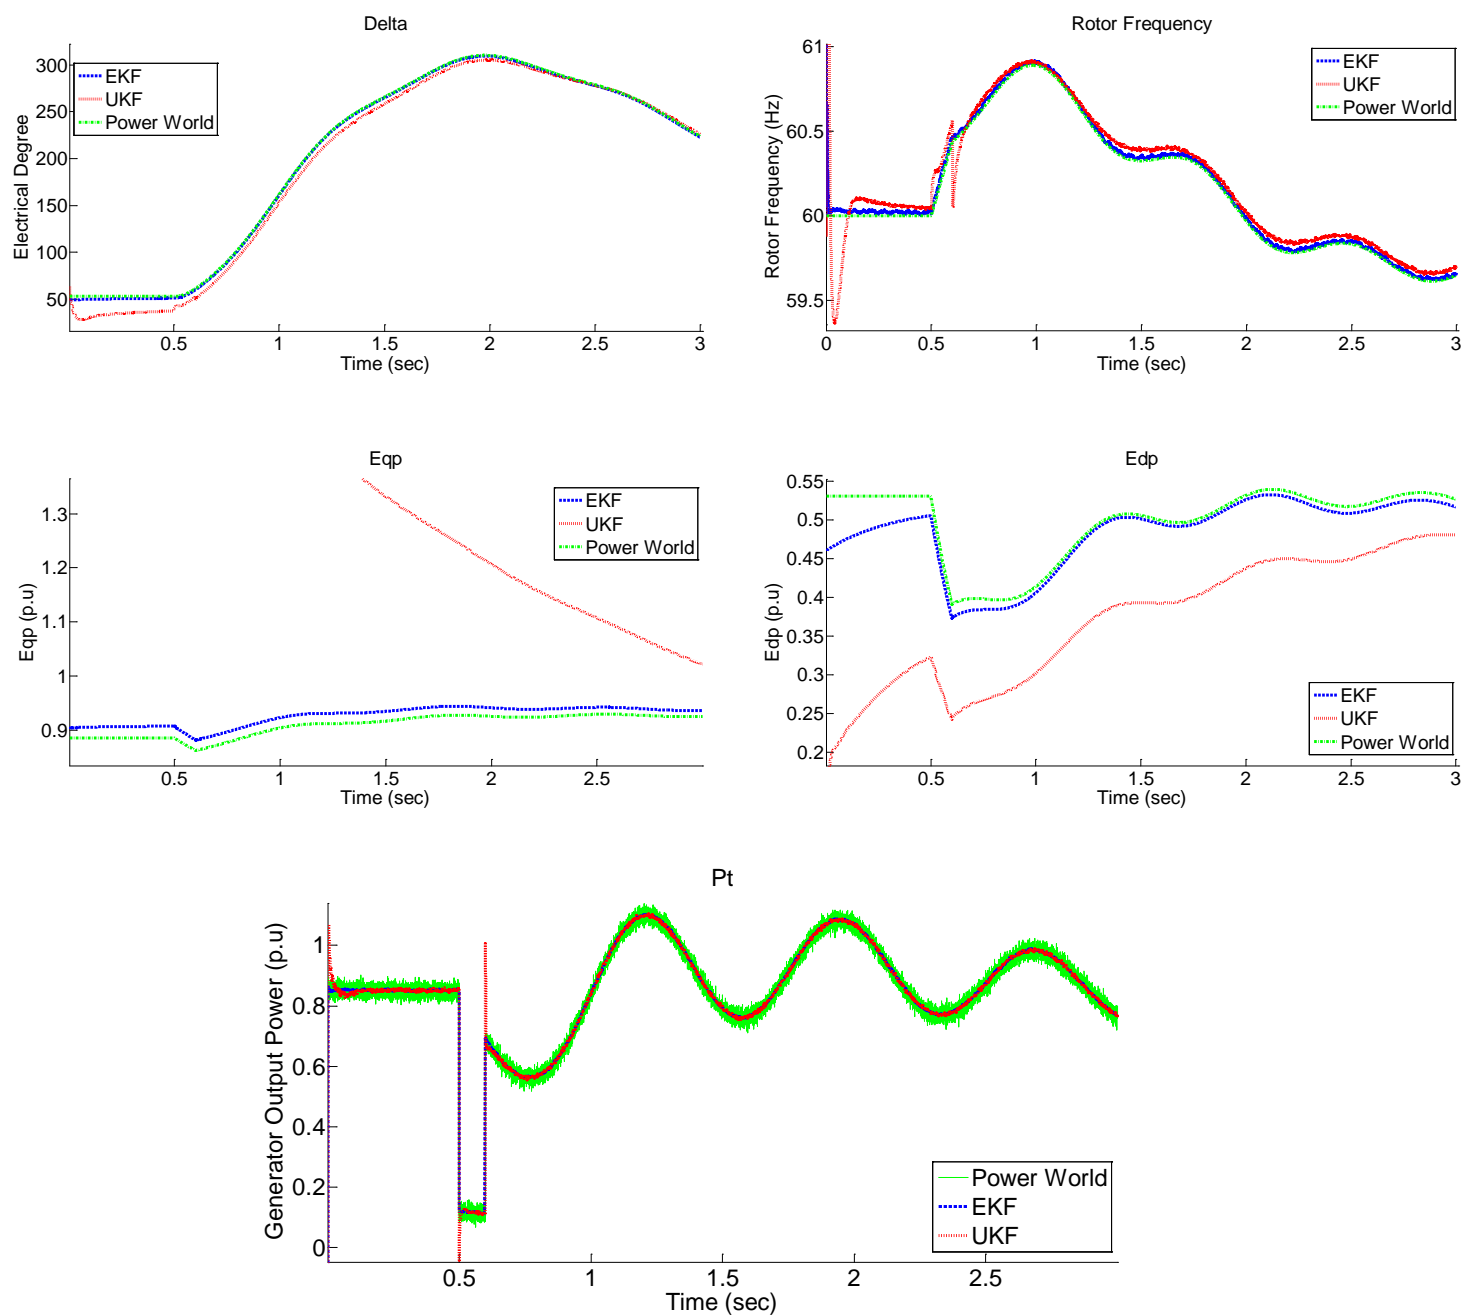 Delta
Electrical Degree
300
250
200
150
100
50
EKF
UKF
Power World
0.5 1 1.5 2 2.5 3
Time (sec)
Rotor Frequency
Rotor Frequency (Hz)
61
60.5
60
59.5
EKF
UKF
Power World
0 0.5 1 1.5 2 2.5 3
Time (sec)
Eqp
Eqp (p.u)
1.3
1.2
1.1
1
0.9
EKF
UKF
Power World
0.5 1 1.5 2 2.5
Time (sec)
Edp
Edp (p.u)
0.55
0.5
0.45
0.4
0.35
0.3
0.25
0.2
EKF
UKF
Power World
0.5 1 1.5 2 2.5 3
Time (sec)
Pt
Generator Output Power (p.u)
1
0.8
0.6
0.4
0.2
0
Power World
EKF
UKF
0.5 1 1.5 2 2.5
Time (sec)